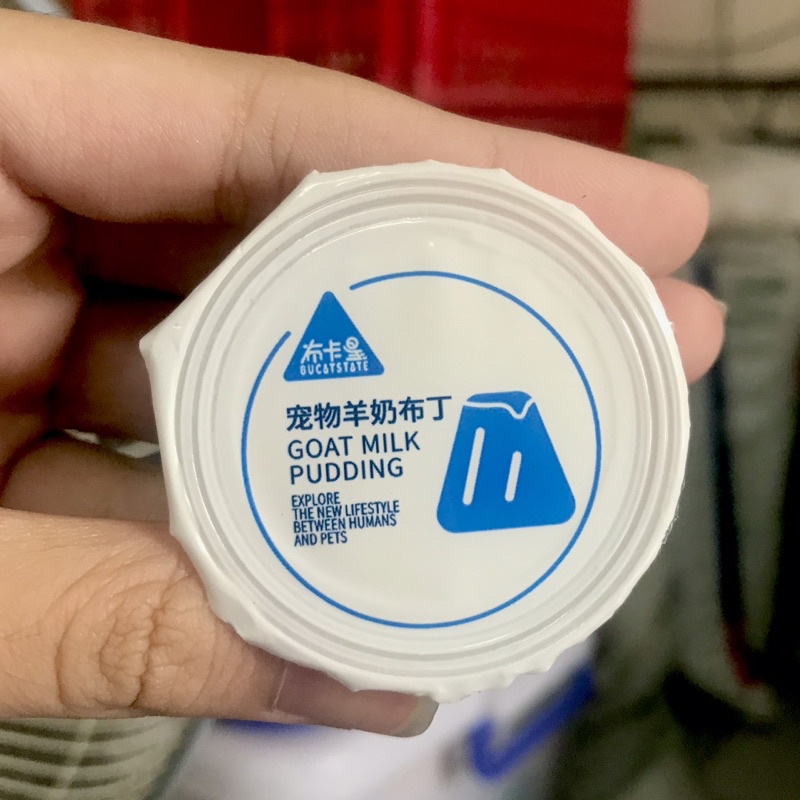 布卡星
BUCATSTATE
宠物羊奶布丁
GOAT MILK
PUDDING
EXPLORE
THE NEW LIFESTYLE
BETWEEN HUMANS
AND PETS